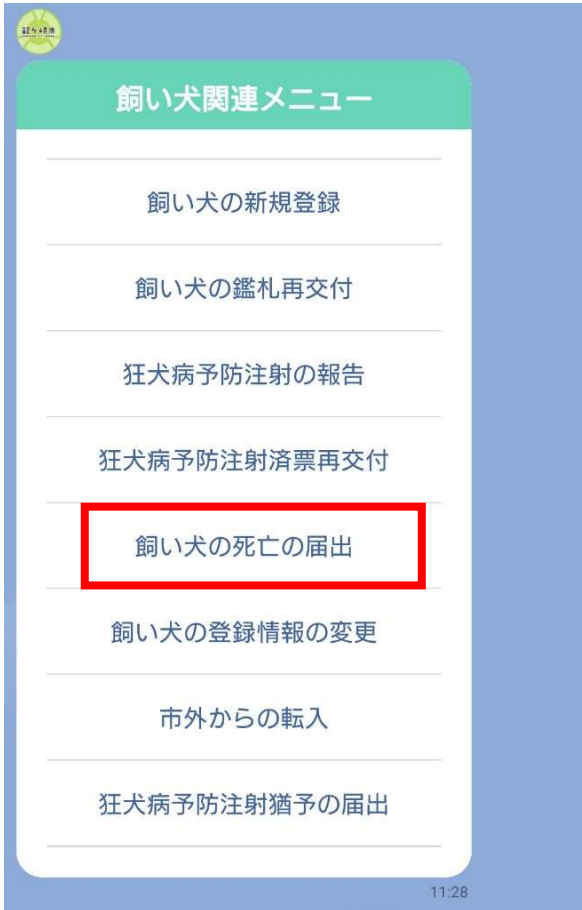 龍ケ崎市
飼い犬関連メニュー
飼い犬の新規登録
飼い犬の鑑札再交付
狂犬病予防注射の報告
狂犬病予防注射済票再交付
飼い犬の死亡の届出
飼い犬の登録情報の変更
市外からの転入
狂犬病予防注射猶予の届出
11:28